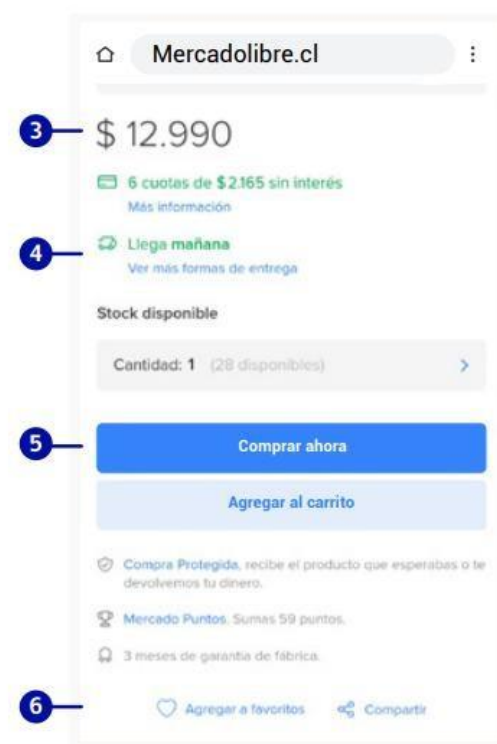 Mercadolibre.cl
3
$ 12.990
6 cuotas de $2.165 sin interés
Más información
4
Llega mañana
Ver más formas de entrega
Stock disponible
Cantidad: 1 (28 disponibles)
5
Comprar ahora
Agregar al carrito
Compra Protegida, recibe el producto que esperabas o te
devolvemos tu dinero.
Mercado Puntos. Sumas 59 puntos.
3 meses de garantía de fábrica.
6
Agregar a favoritos Compartir